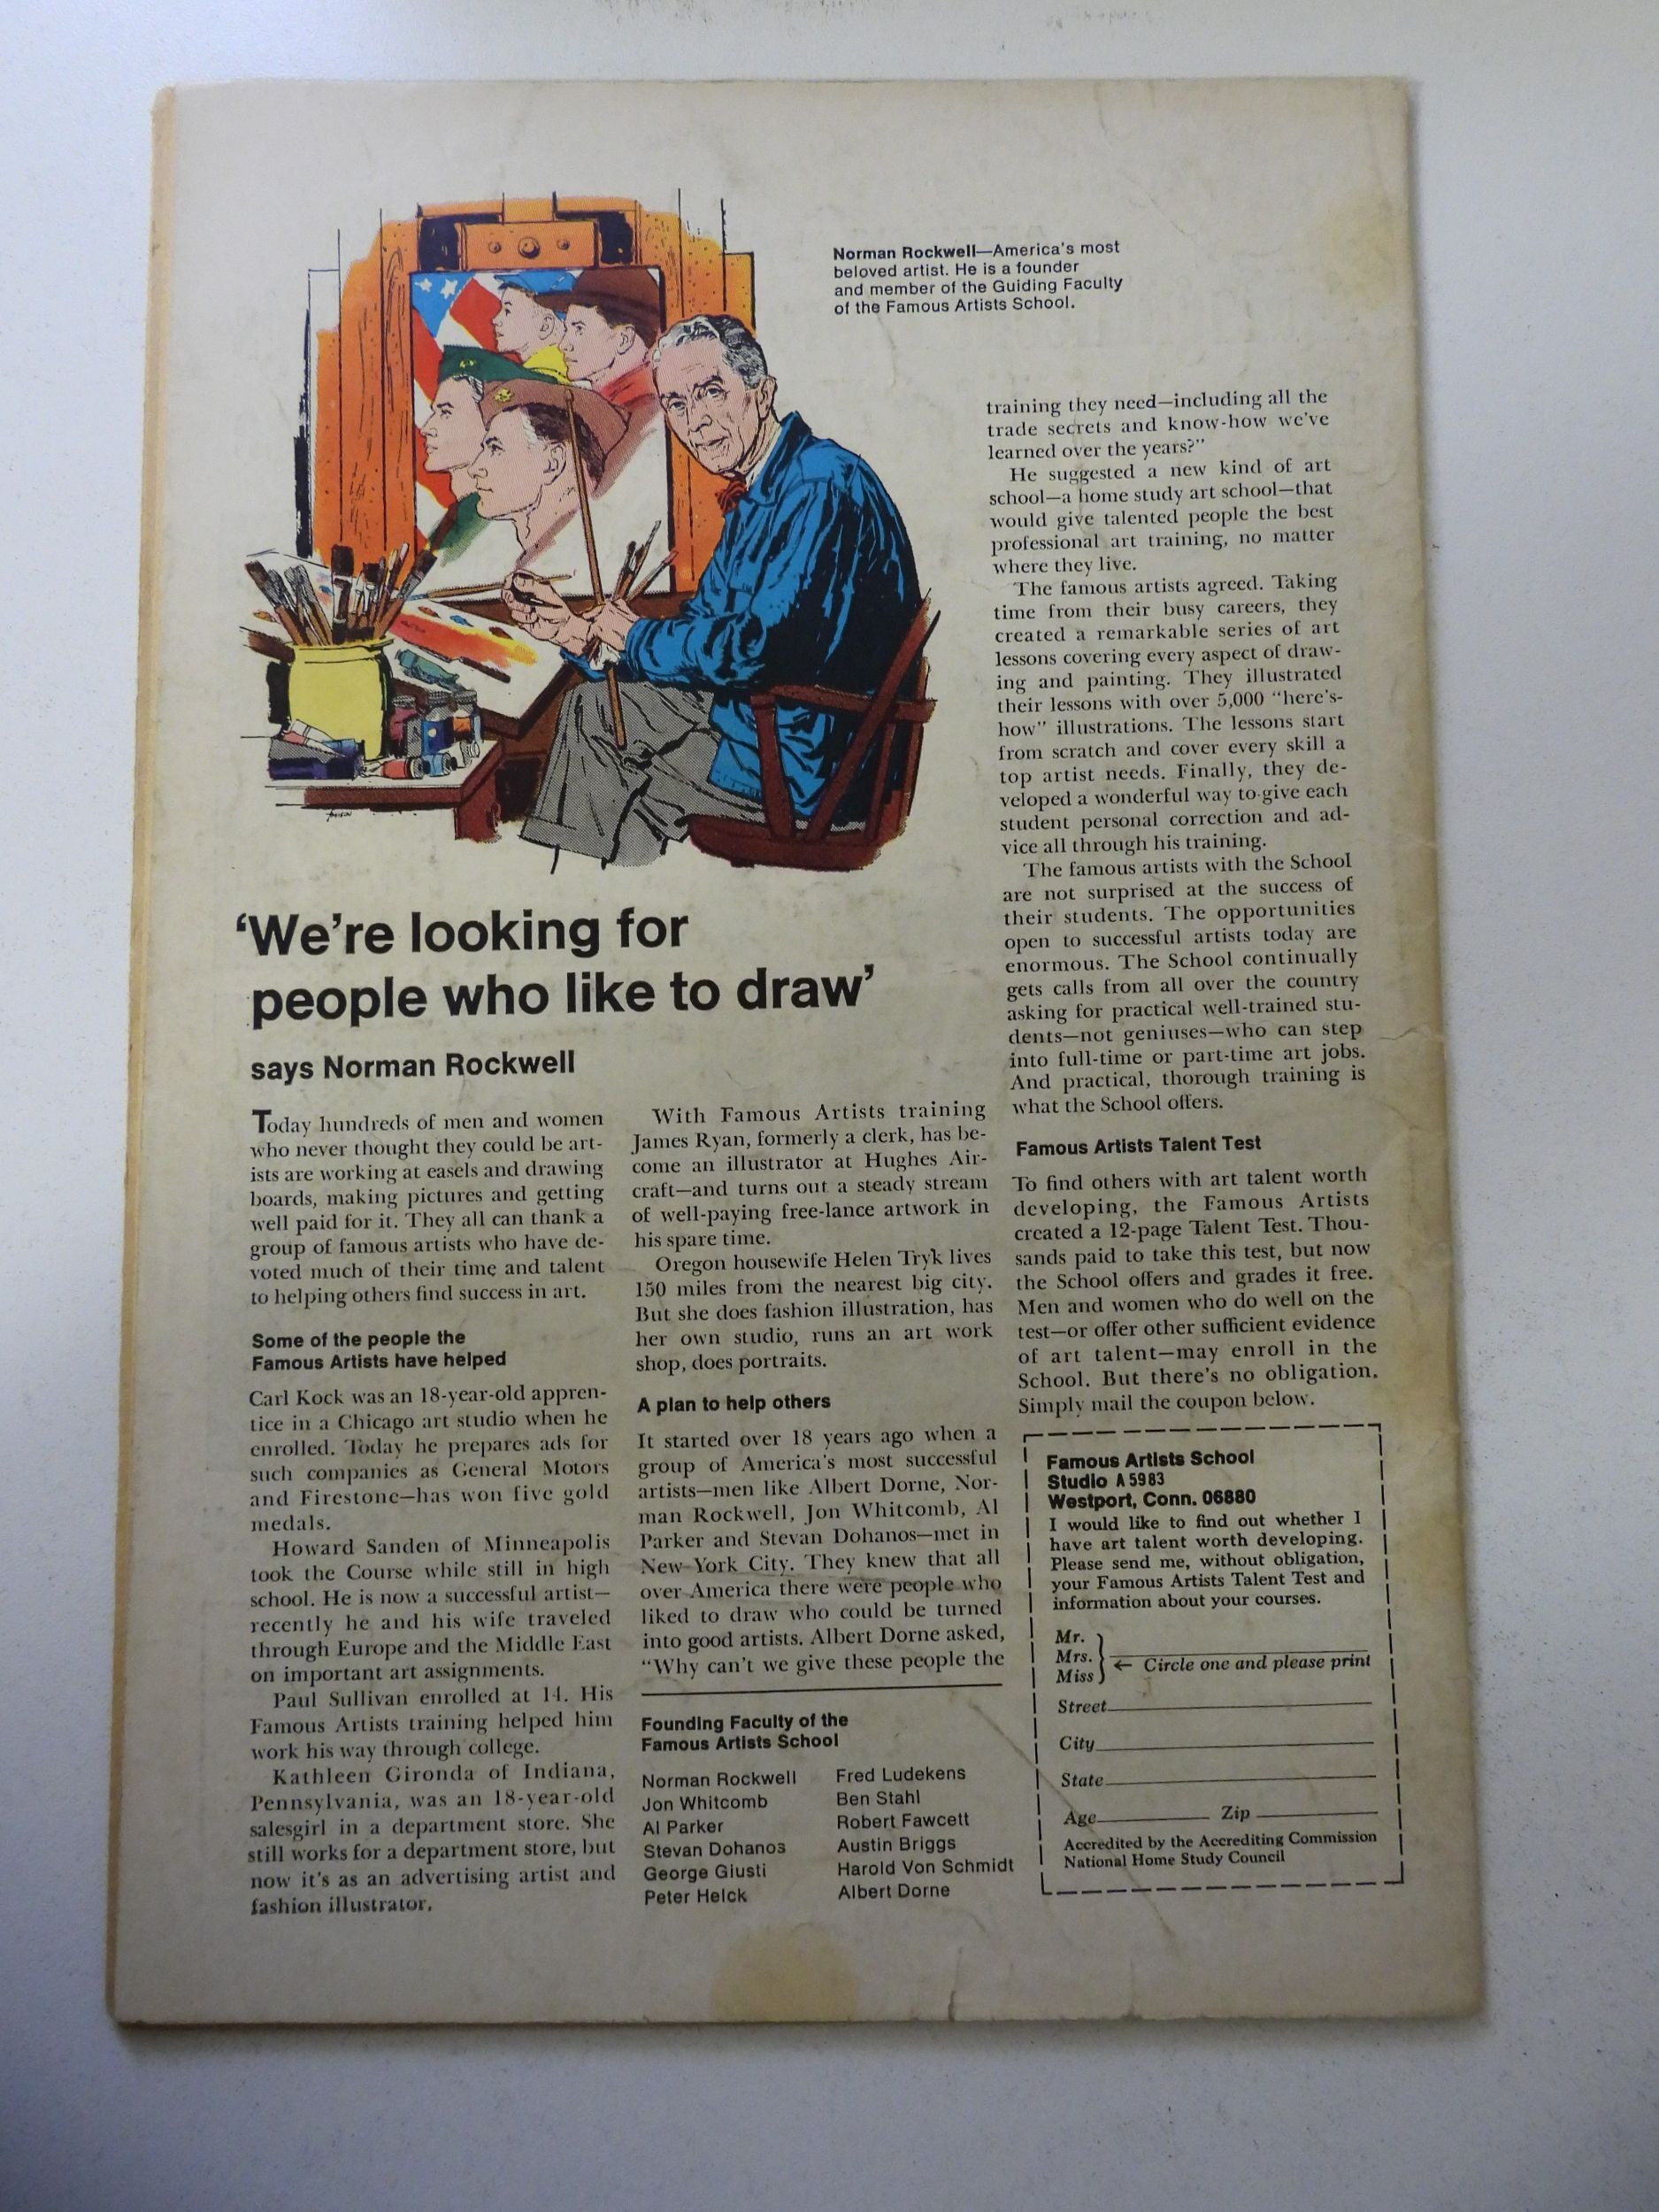 Norman Rockwell—America's most
beloved artist. He is a founder
and member of the Guiding Faculty
of the Famous Artists School.
'We're looking for
people who like to draw'
says Norman Rockwell
Today hundreds of men and women
who never thought they could be art-
ists are working at easels and drawing
boards, making pictures and getting
well paid for it. They all can thank a
group of famous artists who have de-
voted much of their time and talent
to helping others find success in art.
Some of the people the
Famous Artists have helped
Carl Kock was an 18-year-old appren-
tice in a Chicago art studio when he
enrolled. Today he prepares ads for
such companies as General Motors
and Firestone—has won five gold
medals.
Howard Sanden of Minneapolis
took the Course while still in high
school. He is now a successful artist—
recently he and his wife traveled
through Europe and the Middle East
on important art assignments.
Paul Sullivan enrolled at 14. His
Famous Artists training helped him
work his way through college.
Kathleen Gironda of Indiana,
Pennsylvania, was an 18-year-old
salesgirl in a department store. She
still works for a department store, but
now it's as an advertising artist and
fashion illustrator.
With Famous Artists training
James Ryan, formerly a clerk, has be-
come an illustrator at Hughes Air-
craft—and turns out a steady stream
of well-paying free-lance artwork in
his spare time.
Oregon housewife Helen Tryk lives
150 miles from the nearest big city.
But she does fashion illustration, has
her own studio, runs an art work
shop, does portraits.
A plan to help others
It started over 18 years ago when a
group of America's most successful
artists—men like Albert Dorne, Nor-
man Rockwell, Jon Whitcomb, Al
Parker and Stevan Dohanos—met in
New York City. They knew that all
over America there were people who
liked to draw who could be turned
into good artists. Albert Dorne asked,
"Why can't we give these people the
training they need—including all the
trade secrets and know-how we've
learned over the years?"
He suggested a new kind of art
school—a home study art school—that
would give talented people the best
professional art training, no matter
where they live.
The famous artists agreed. Taking
time from their busy careers, they
created a remarkable series of art
lessons covering every aspect of draw-
ing and painting. They illustrated
their lessons with over 5,000 "here's-
how" illustrations. The lessons start
from scratch and cover every skill a
top artist needs. Finally, they de-
veloped a wonderful way to give each
student personal correction and ad-
vice all through his training.
The famous artists with the School
are not surprised at the success of
their students. The opportunities
open to successful artists today are
enormous. The School continually
gets calls from all over the country
asking for practical well-trained stu-
dents—not geniuses—who can step
into full-time or part-time art jobs.
And practical, thorough training is
what the School offers.
Famous Artists Talent Test
To find others with art talent worth
developing, the Famous Artists
created a 12-page Talent Test. Thou-
sands paid to take this test, but now
the School offers and grades it free.
Men and women who do well on the
test—or offer other sufficient evidence
of art talent—may enroll in the
School. But there's no obligation.
Simply mail the coupon below.
Founding Faculty of the
Famous Artists School
Norman Rockwell
Jon Whitcomb
Al Parker
Stevan Dohanos
George Giusti
Peter Helck
Fred Ludekens
Ben Stahl
Robert Fawcett
Austin Briggs
Harold Von Schmidt
Albert Dorne
Famous Artists School
Studio A 5983
Westport, Conn. 06880
I would like to find out whether I
have art talent worth developing.
Please send me, without obligation,
your Famous Artists Talent Test and
information about your courses.
Mr.
Mrs.
Miss
← Circle one and please print
Street
City
State
Age Zip
Accredited by the Accrediting Commission
National Home Study Council